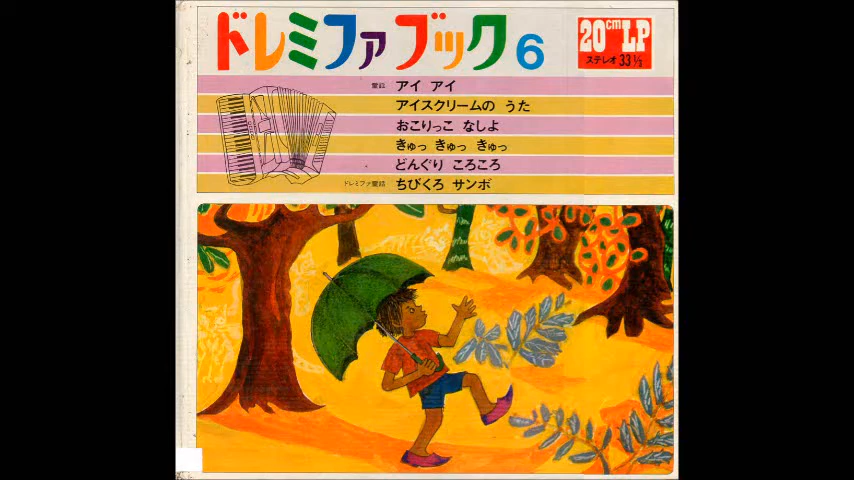 ドレミファブック6
20cm LP
ステレオ 33 1/3
童謡 アイ アイ
アイスクリームの うた
おこりっこ なしよ
きゅっ きゅっ きゅっ
どんぐり ころころ
ドレミファ童話 ちびくろ サンボ